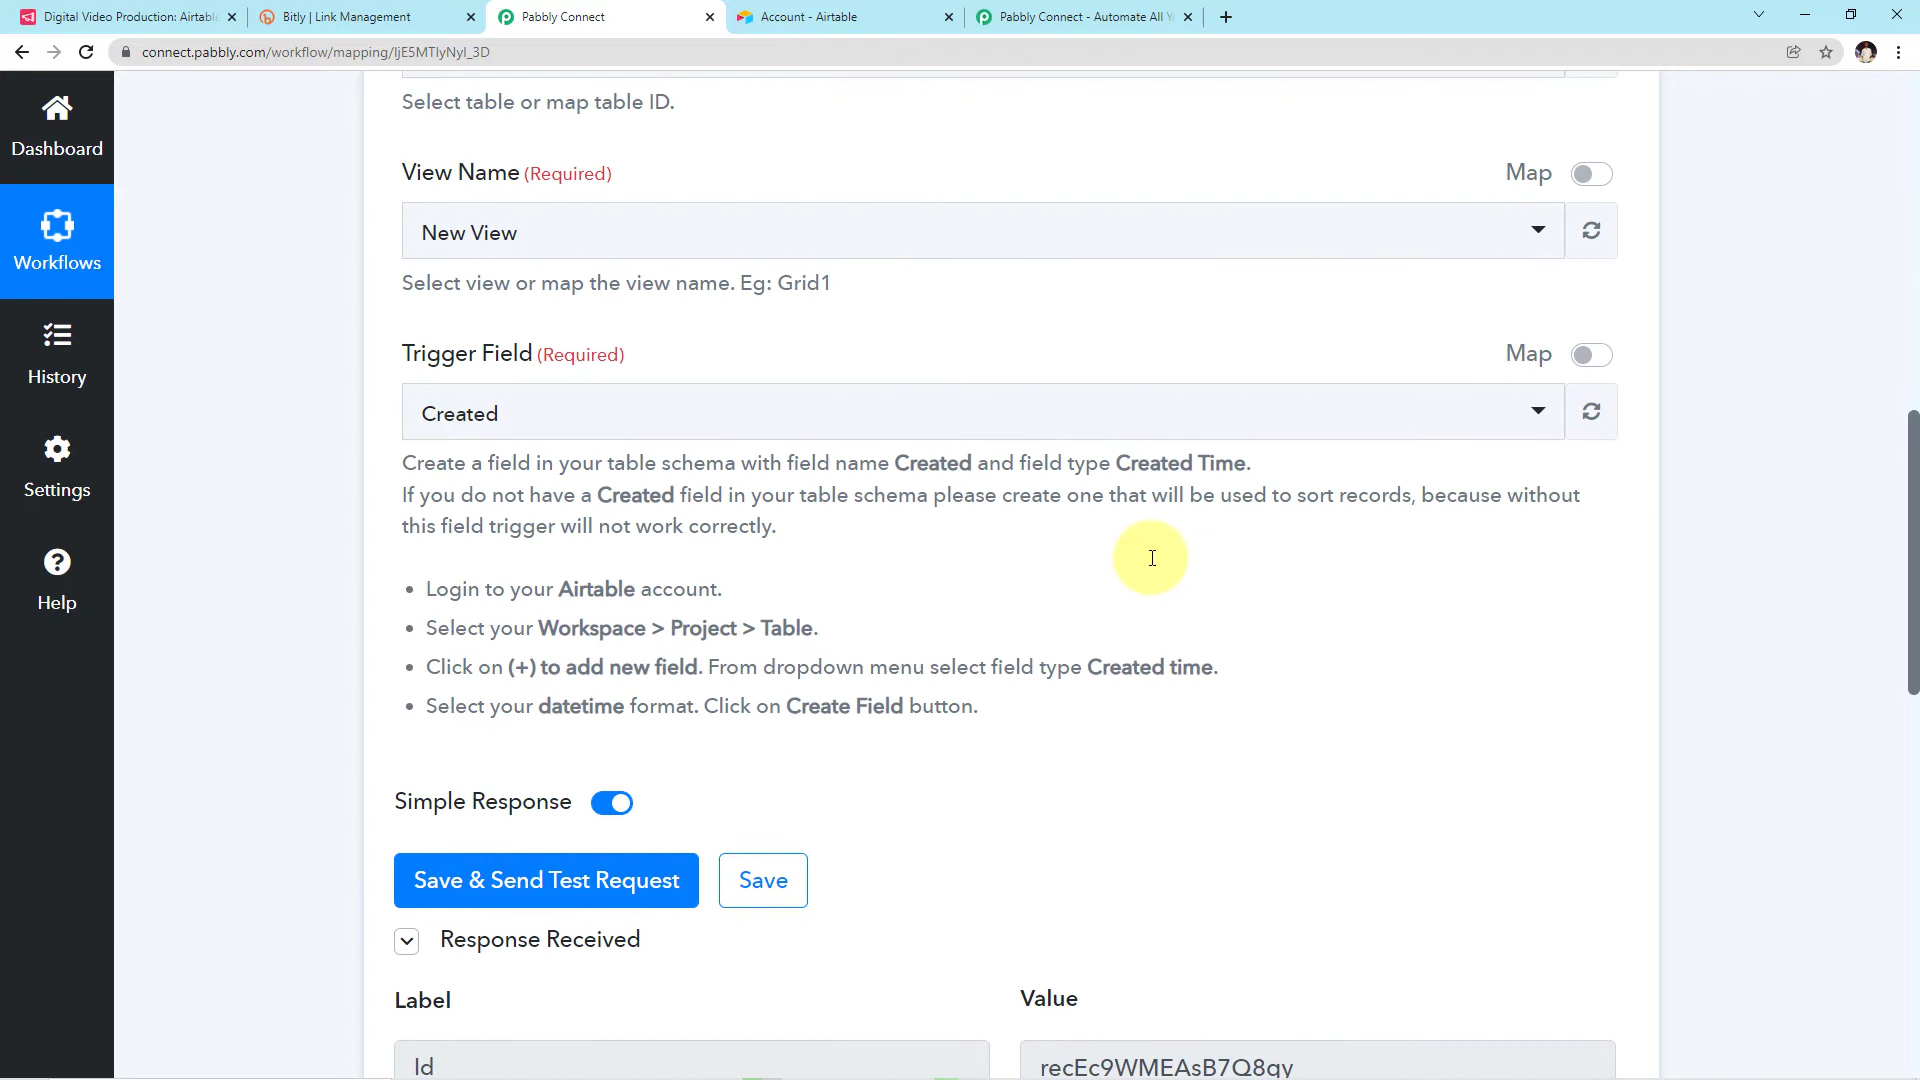 Digital Video Production: Airtable
Bitly | Link Management
Pabbly Connect
Account - Airtable
Pabbly Connect - Automate All Y
connect.pabbly.com/workflow/mapping/IjE5MTIyNyI_3D
Dashboard
Workflows
History
Settings
Help
Select table or map table ID.
View Name (Required)
Map
New View
Select view or map the view name. Eg: Grid1
Trigger Field (Required)
Map
Created
Create a field in your table schema with field name Created and field type Created Time.
If you do not have a Created field in your table schema please create one that will be used to sort records, because without
this field trigger will not work correctly.
• Login to your Airtable account.
• Select your Workspace > Project > Table.
• Click on (+) to add new field. From dropdown menu select field type Created time.
• Select your datetime format. Click on Create Field button.
Simple Response
Save & Send Test Request
Save
Response Received
Label
Value
Id
recEc9WMEAsB7Q8qy